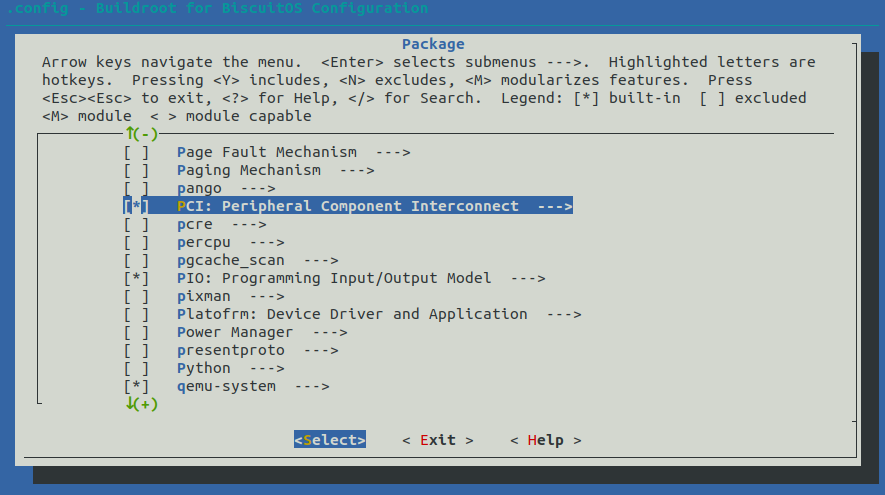 .config - Buildroot for BiscuitOS Configuration
Package
Arrow keys navigate the menu.  <Enter> selects submenus --->.  Highlighted letters are
hotkeys.  Pressing <Y> includes, <N> excludes, <M> modularizes features.  Press
<Esc><Esc> to exit, <?> for Help, </> for Search.  Legend: [*] built-in  [ ] excluded
<M> module  < > module capable
↑(-)
[ ]   Page Fault Mechanism  --->
[ ]   Paging Mechanism  --->
[ ]   pango  --->
[*]   PCI: Peripheral Component Interconnect  --->
[ ]   pcre  --->
[ ]   percpu  --->
[ ]   pgcache_scan  --->
[*]   PIO: Programming Input/Output Model  --->
[ ]   pixman  --->
[ ]   Platofrm: Device Driver and Application  --->
[ ]   Power Manager  --->
[ ]   presentproto  --->
[ ]   Python  --->
[*]   qemu-system  --->
↓(+)
<Select>    < Exit >    < Help >